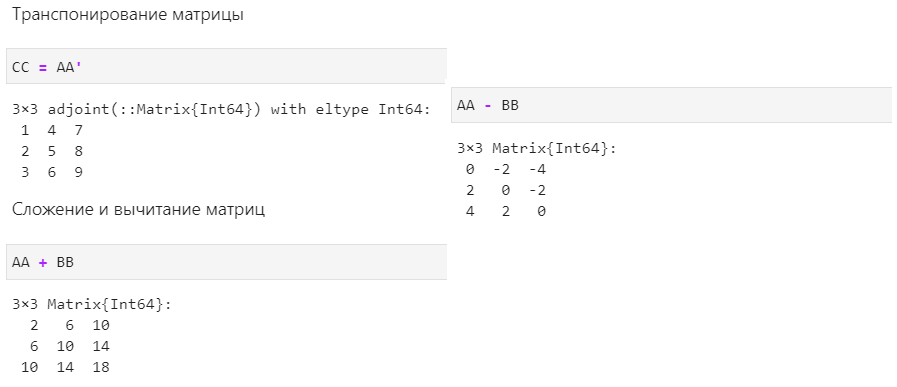 Транспонирование матрицы
CC = AA'
3×3 adjoint(::Matrix{Int64}) with eltype Int64:
1 4 7
2 5 8
3 6 9
Сложение и вычитание матриц
AA + BB
3×3 Matrix{Int64}:
2 6 10
6 10 14
10 14 18
AA - BB
3×3 Matrix{Int64}:
0 -2 -4
2 0 -2
4 2 0